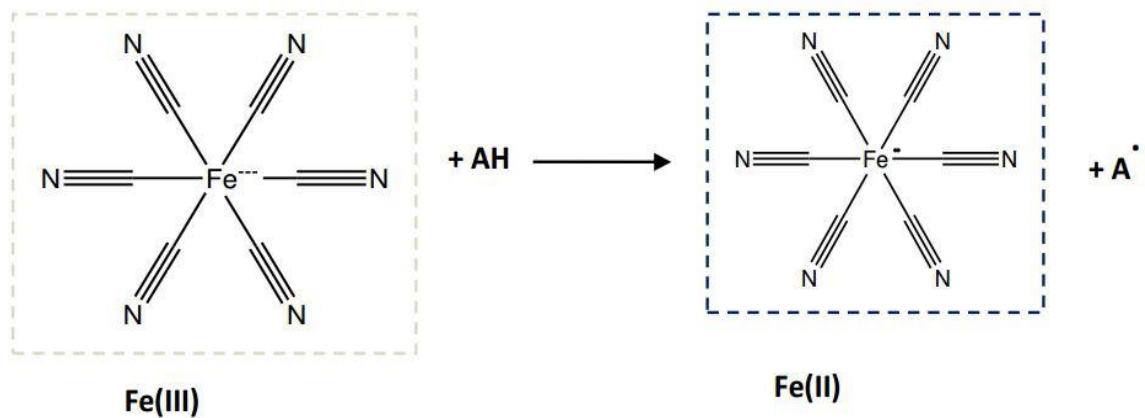 N N
N Fe--- N
N N
+ AH
N N
N Fe- N
N N
+ A•
Fe(III)
Fe(II)